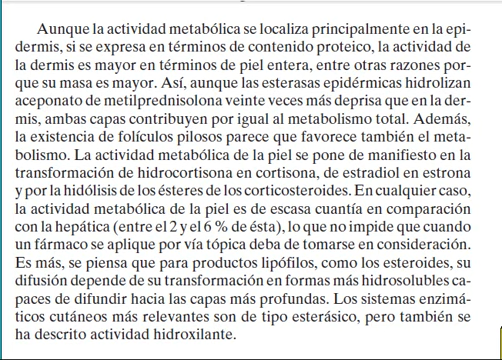 Aunque la actividad metabólica se localiza principalmente en la epi-
dermis, si se expresa en términos de contenido proteico, la actividad de
la dermis es mayor en términos de piel entera, entre otras razones por-
que su masa es mayor. Así, aunque las esterasas epidérmicas hidrolizan
aceponato de metilprednisolona veinte veces más deprisa que en la der-
mis, ambas capas contribuyen por igual al metabolismo total. Además,
la existencia de folículos pilosos parece que favorece también el meta-
bolismo. La actividad metabólica de la piel se pone de manifiesto en la
transformación de hidrocortisona en cortisona, de estradiol en estrona
y por la hidólisis de los ésteres de los corticosteroides. En cualquier caso,
la actividad metabólica de la piel es de escasa cuantía en comparación
con la hepática (entre el 2 y el 6 % de ésta), lo que no impide que cuando
un fármaco se aplique por vía tópica deba de tomarse en consideración.
Es más, se piensa que para productos lipófilos, como los esteroides, su
difusión depende de su transformación en formas más hidrosolubles ca-
paces de difundir hacia las capas más profundas. Los sistemas enzimá-
ticos cutáneos más relevantes son de tipo esterásico, pero también se
ha descrito actividad hidroxilante.